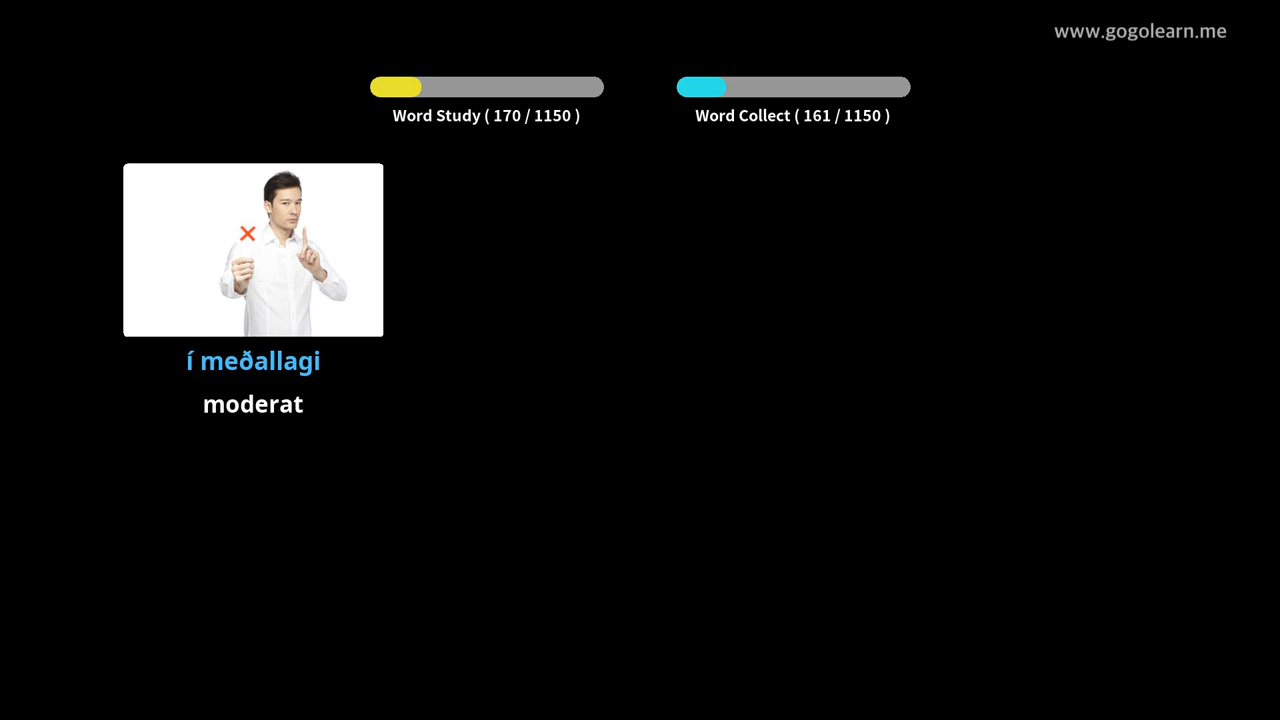 www.gogolearn.me
Word Study ( 170 / 1150 )
Word Collect ( 161 / 1150 )
í meðallagi
moderat